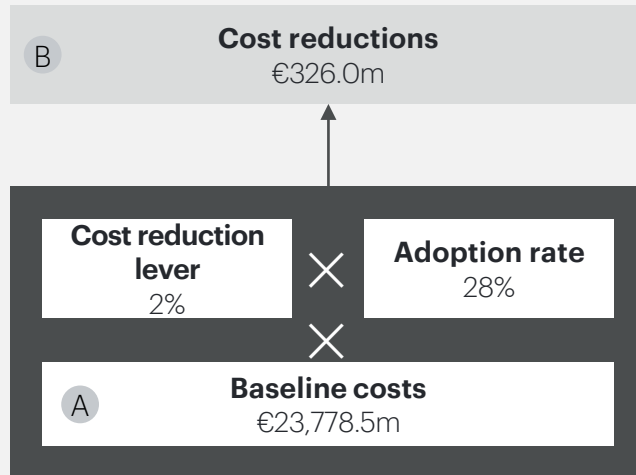 B
Cost reductions
€326.0m
Cost reduction
lever
2%
Adoption rate
28%
A
Baseline costs
€23,778.5m